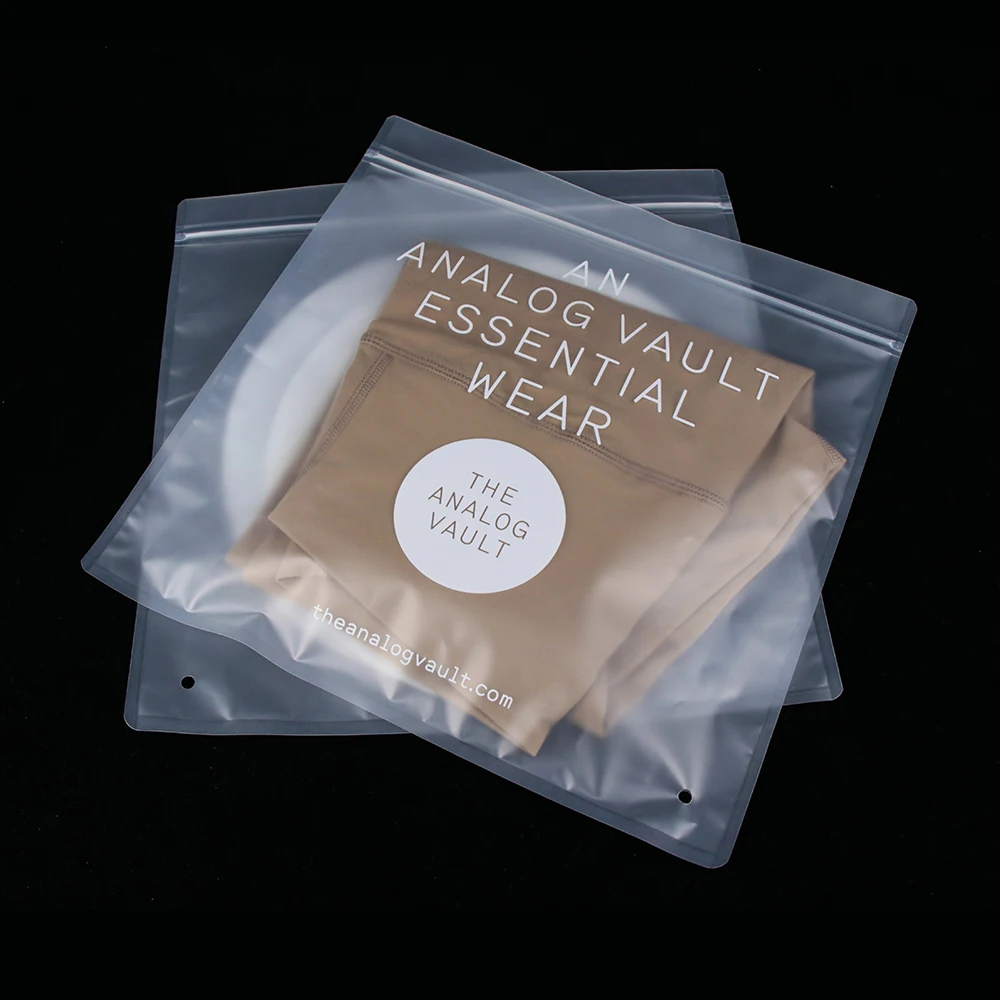 AN
ANALOG VAULT
ESSENTIAL
WEAR
THE
ANALOG
VAULT
theanalogvault.com